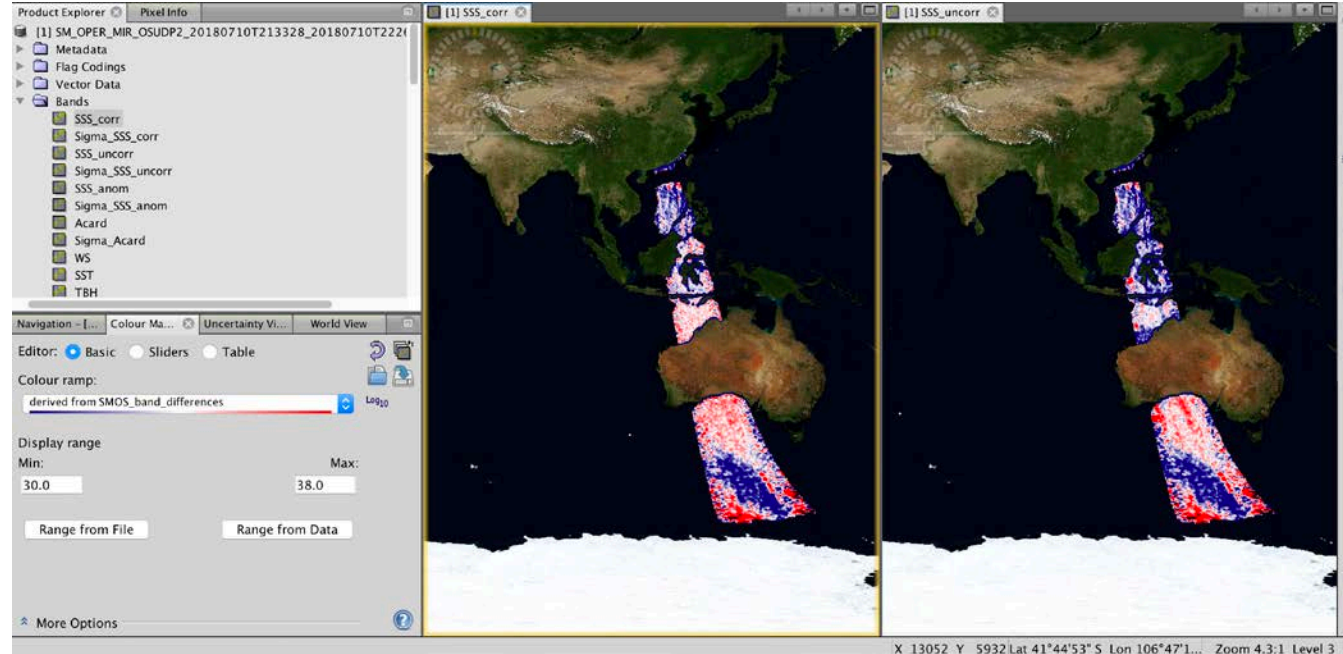 Product Explorer Pixel Info
[1] SM_OPER_MIR_OSUDP2_20180710T213328_20180710T2226
Metadata
Flag Codings
Vector Data
Bands
SSS_corr
Sigma_SSS_corr
SSS_uncorr
Sigma_SSS_uncorr
SSS_anom
Sigma_SSS_anom
Acard
Sigma_Acard
WS
SST
TBH
Navigation – [... Colour Ma... Uncertainty Vi... World View
Editor: Basic Sliders Table
Colour ramp:
derived from SMOS_band_differences
Log10
Display range
Min: Max:
30.0 38.0
Range from File Range from Data
More Options
[1] SSS_corr
[1] SSS_uncorr
X 13052 Y 5932 Lat 41°44'53" S Lon 106°47'1... Zoom 4.3:1 Level 3